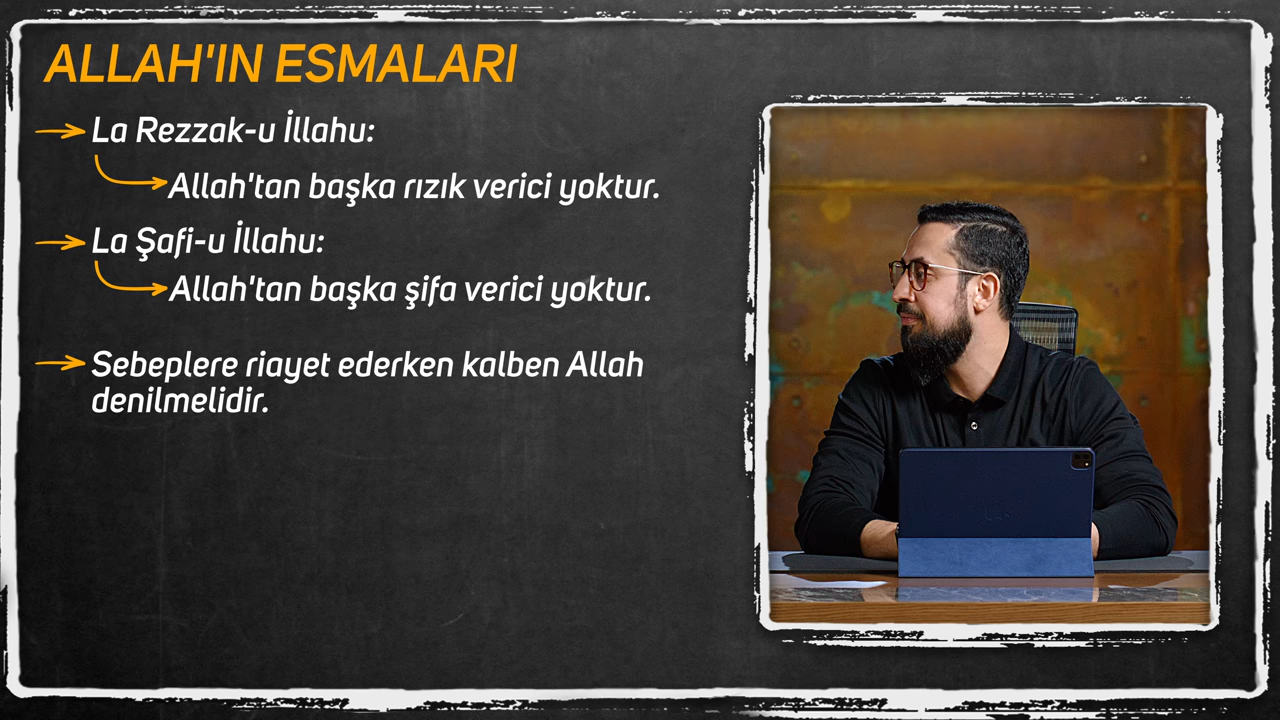 ALLAH'IN ESMALARI
La Rezzak-u İllahu:
Allah'tan başka rızık verici yoktur.
La Şafi-u İllahu:
Allah'tan başka şifa verici yoktur.
Sebeplere riayet ederken kalben Allah
denilmelidir.